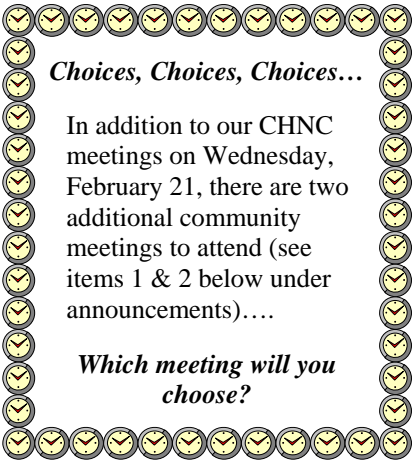 Choices, Choices, Choices…
In addition to our CHNC
meetings on Wednesday,
February 21, there are two
additional community
meetings to attend (see
items 1 & 2 below under
announcements)….
Which meeting will you
choose?